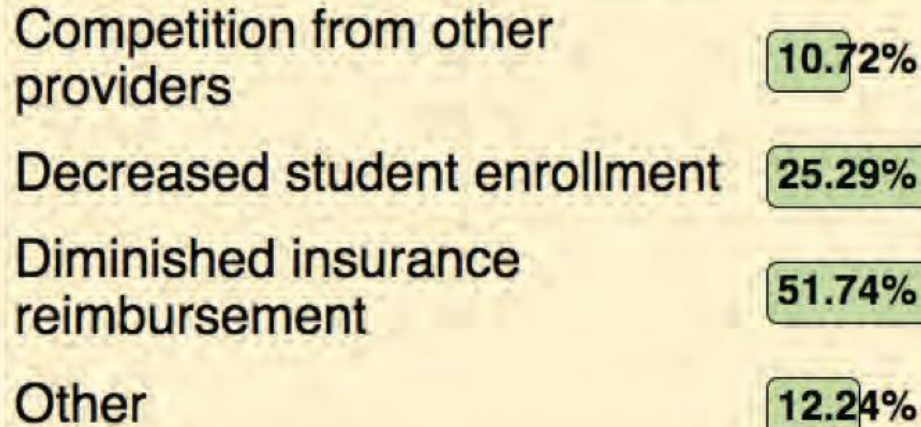 Competition from other
providers
10.72%
Decreased student enrollment 25.29%
Diminished insurance
reimbursement
51.74%
Other 12.24%